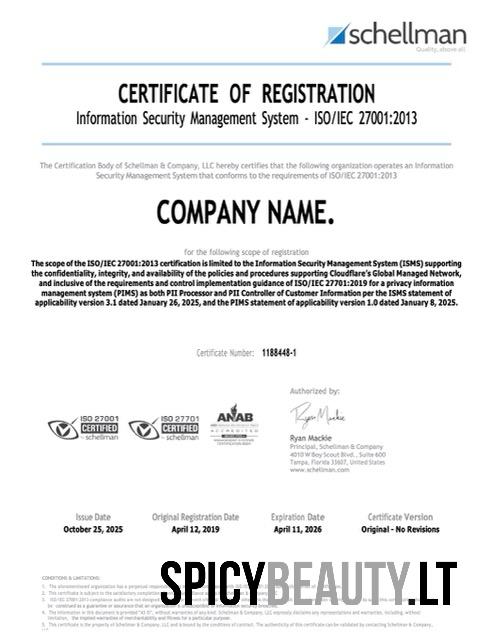 schellman
Quality, above all
CERTIFICATE OF REGISTRATION
Information Security Management System - ISO/IEC 27001:2013
The Certification Body of Schellman & Company, LLC hereby certifies that the following organization operates an Information
Security Management System that conforms to the requirements of ISO/IEC 27001:2013
COMPANY NAME.
for the following scope of registration
The scope of the ISO/IEC 27001:2013 certification is limited to the Information Security Management System (ISMS) supporting
the confidentiality, integrity, and availability of the policies and procedures supporting Cloudflare's Global Managed Network,
and inclusive of the requirements and control implementation guidance of ISO/IEC 27701:2019 for a privacy information
management system (PIMS) as both PII Processor and PII Controller of Customer Information per the ISMS statement of
applicability version 3.1 dated January 26, 2025, and the PIMS statement of applicability version 1.0 dated January 8, 2025.
Certificate Number: 1188448-1
Authorized by:
ISO 27001
CERTIFIED
schellman
ISO 27701
CERTIFIED
schellman
ANAB
ACCREDITED
Ryan Mackie
Ryan Mackie
Principal, Schellman & Company
4010 W Boy Scout Blvd., Suite 600
Tampa, Florida 33607, United States
www.schellman.com
Issue Date Original Registration Date Expiration Date Certificate Version
October 25, 2025 April 12, 2019 April 11, 2026 Original - No Revisions
CONDITIONS & LIMITATIONS:
1. The aforementioned organization has a perpetual
2. This certificate is subject to the satisfactory
3. ISO/IEC 27001:2013 compliance audits are not designed
be construed as a guarantee or assurance that an organization is
4. The information in this document is provided "AS IS", without warranties of any kind. Schellman & Company, LLC expressly disclaims any representations and warranties, including, without
limitation, the implied warranties of merchantability and fitness for a particular purpose.
5. This certificate is the property of Schellman & Company, LLC and is bound by the conditions of contract. The authenticity of this certificate can be validated by contacting Schellman & Company,
SPICYBEAUTY.LT